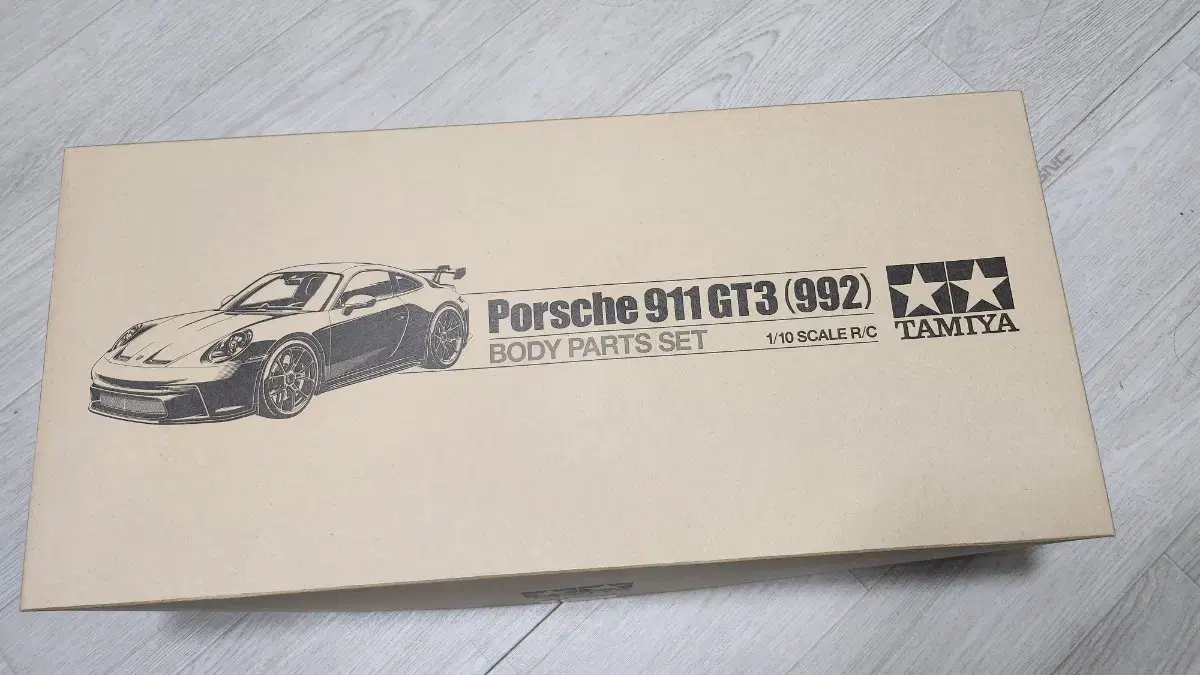 Porsche 911 GT3 (992)
BODY PARTS SET
1/10 SCALE R/C
TAMIYA